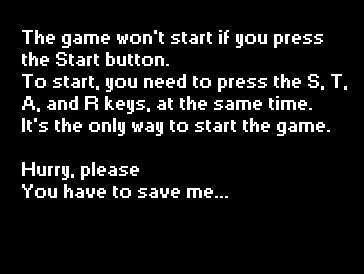 The game won't start if you press
the Start button.
To start, you need to press the S, T,
A, and R keys, at the same time.
It's the only way to start the game.
Hurry, please
You have to save me...